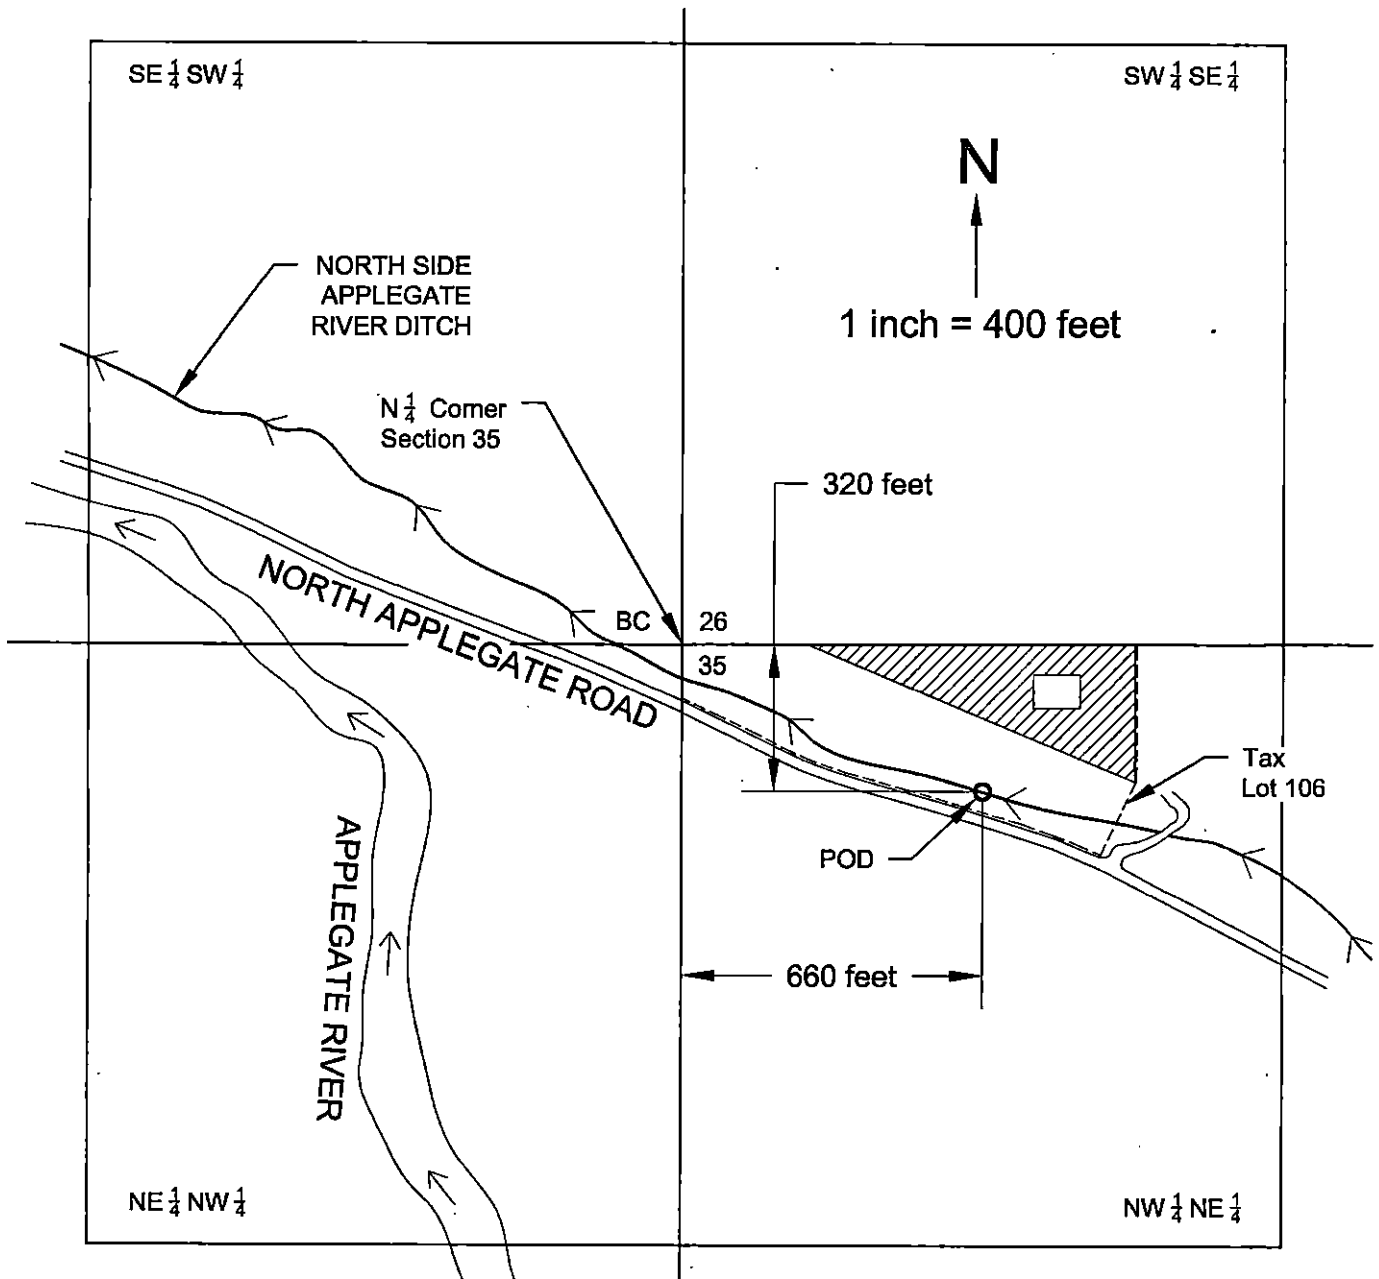 SE 1/4 SW 1/4
SW 1/4 SE 1/4
N
1 inch = 400 feet
NORTH SIDE
APPLEGATE
RIVER DITCH
N 1/4 Corner
Section 35
320 feet
NORTH APPLEGATE ROAD
BC
26
35
Tax
Lot 106
POD
APPLEGATE RIVER
660 feet
NE 1/4 NW 1/4
NW 1/4 NE 1/4